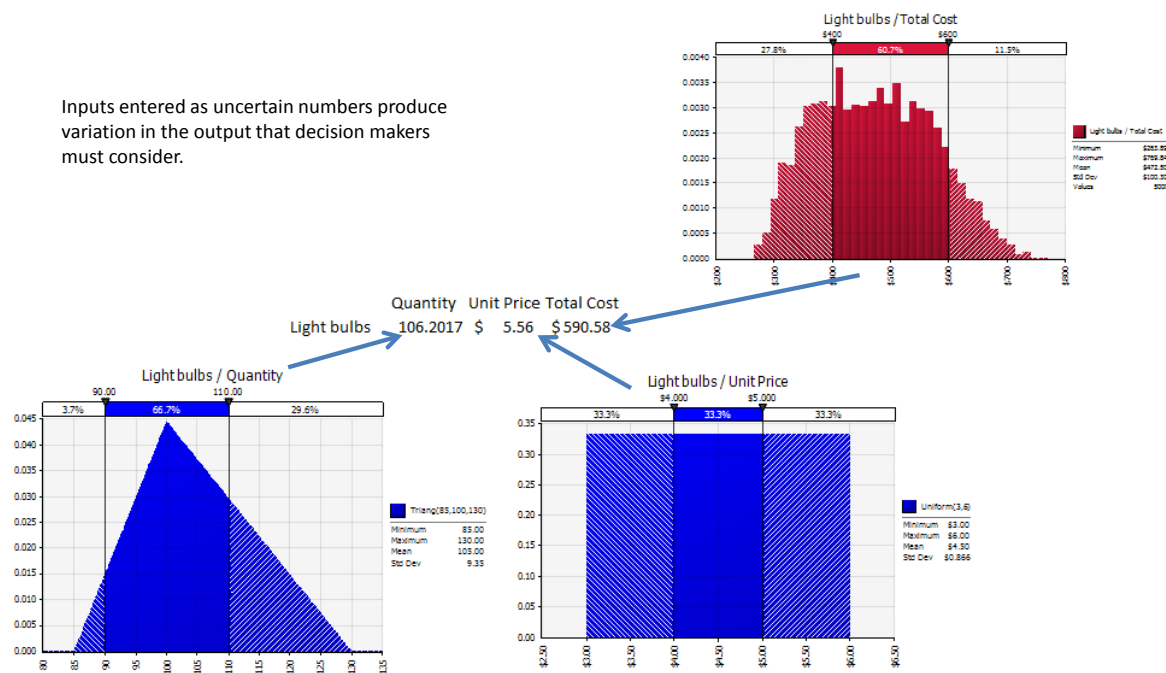 Light bulbs / Total Cost
$400 $600
27.8% 60.7% 11.5%
0.0040
0.0035
0.0030
0.0025
0.0020
0.0015
0.0010
0.0005
0.0000
$200 $300 $400 $500 $600 $700 $800
Light bulbs / Total Cost
Minimum
Maximum
Mean
Std Dev
Values
Inputs entered as uncertain numbers produce
variation in the output that decision makers
must consider.
Quantity Unit Price Total Cost
Light bulbs 106.2017 $ 5.56 $ 590.58
Light bulbs / Quantity
90.00 110.00
3.7% 66.7% 29.6%
0.045
0.040
0.035
0.030
0.025
0.020
0.015
0.010
0.005
0.000
80 85 90 95 100 105 110 115 120 125 130 135
Triang(85,100,130)
Minimum 85.00
Maximum 130.00
Mean 105.00
Std Dev 9.35
Light bulbs / Unit Price
$4.000 $5.000
33.3% 33.3% 33.3%
0.35
0.30
0.25
0.20
0.15
0.10
0.05
0.00
$2.50 $3.00 $3.50 $4.00 $4.50 $5.00 $5.50 $6.00 $6.50
Uniform(3,6)
Minimum $3.00
Maximum $6.00
Mean $4.50
Std Dev $0.866